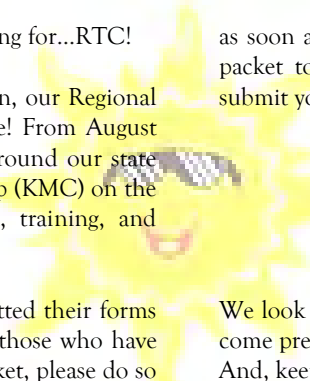 ng for...RTC!
n, our Regional
e! From August
round our state
p (KMC) on the
, training, and
tted their forms
those who have
ket, please do so
as soon a
packet to
submit yo
We look
come pre
And, kee